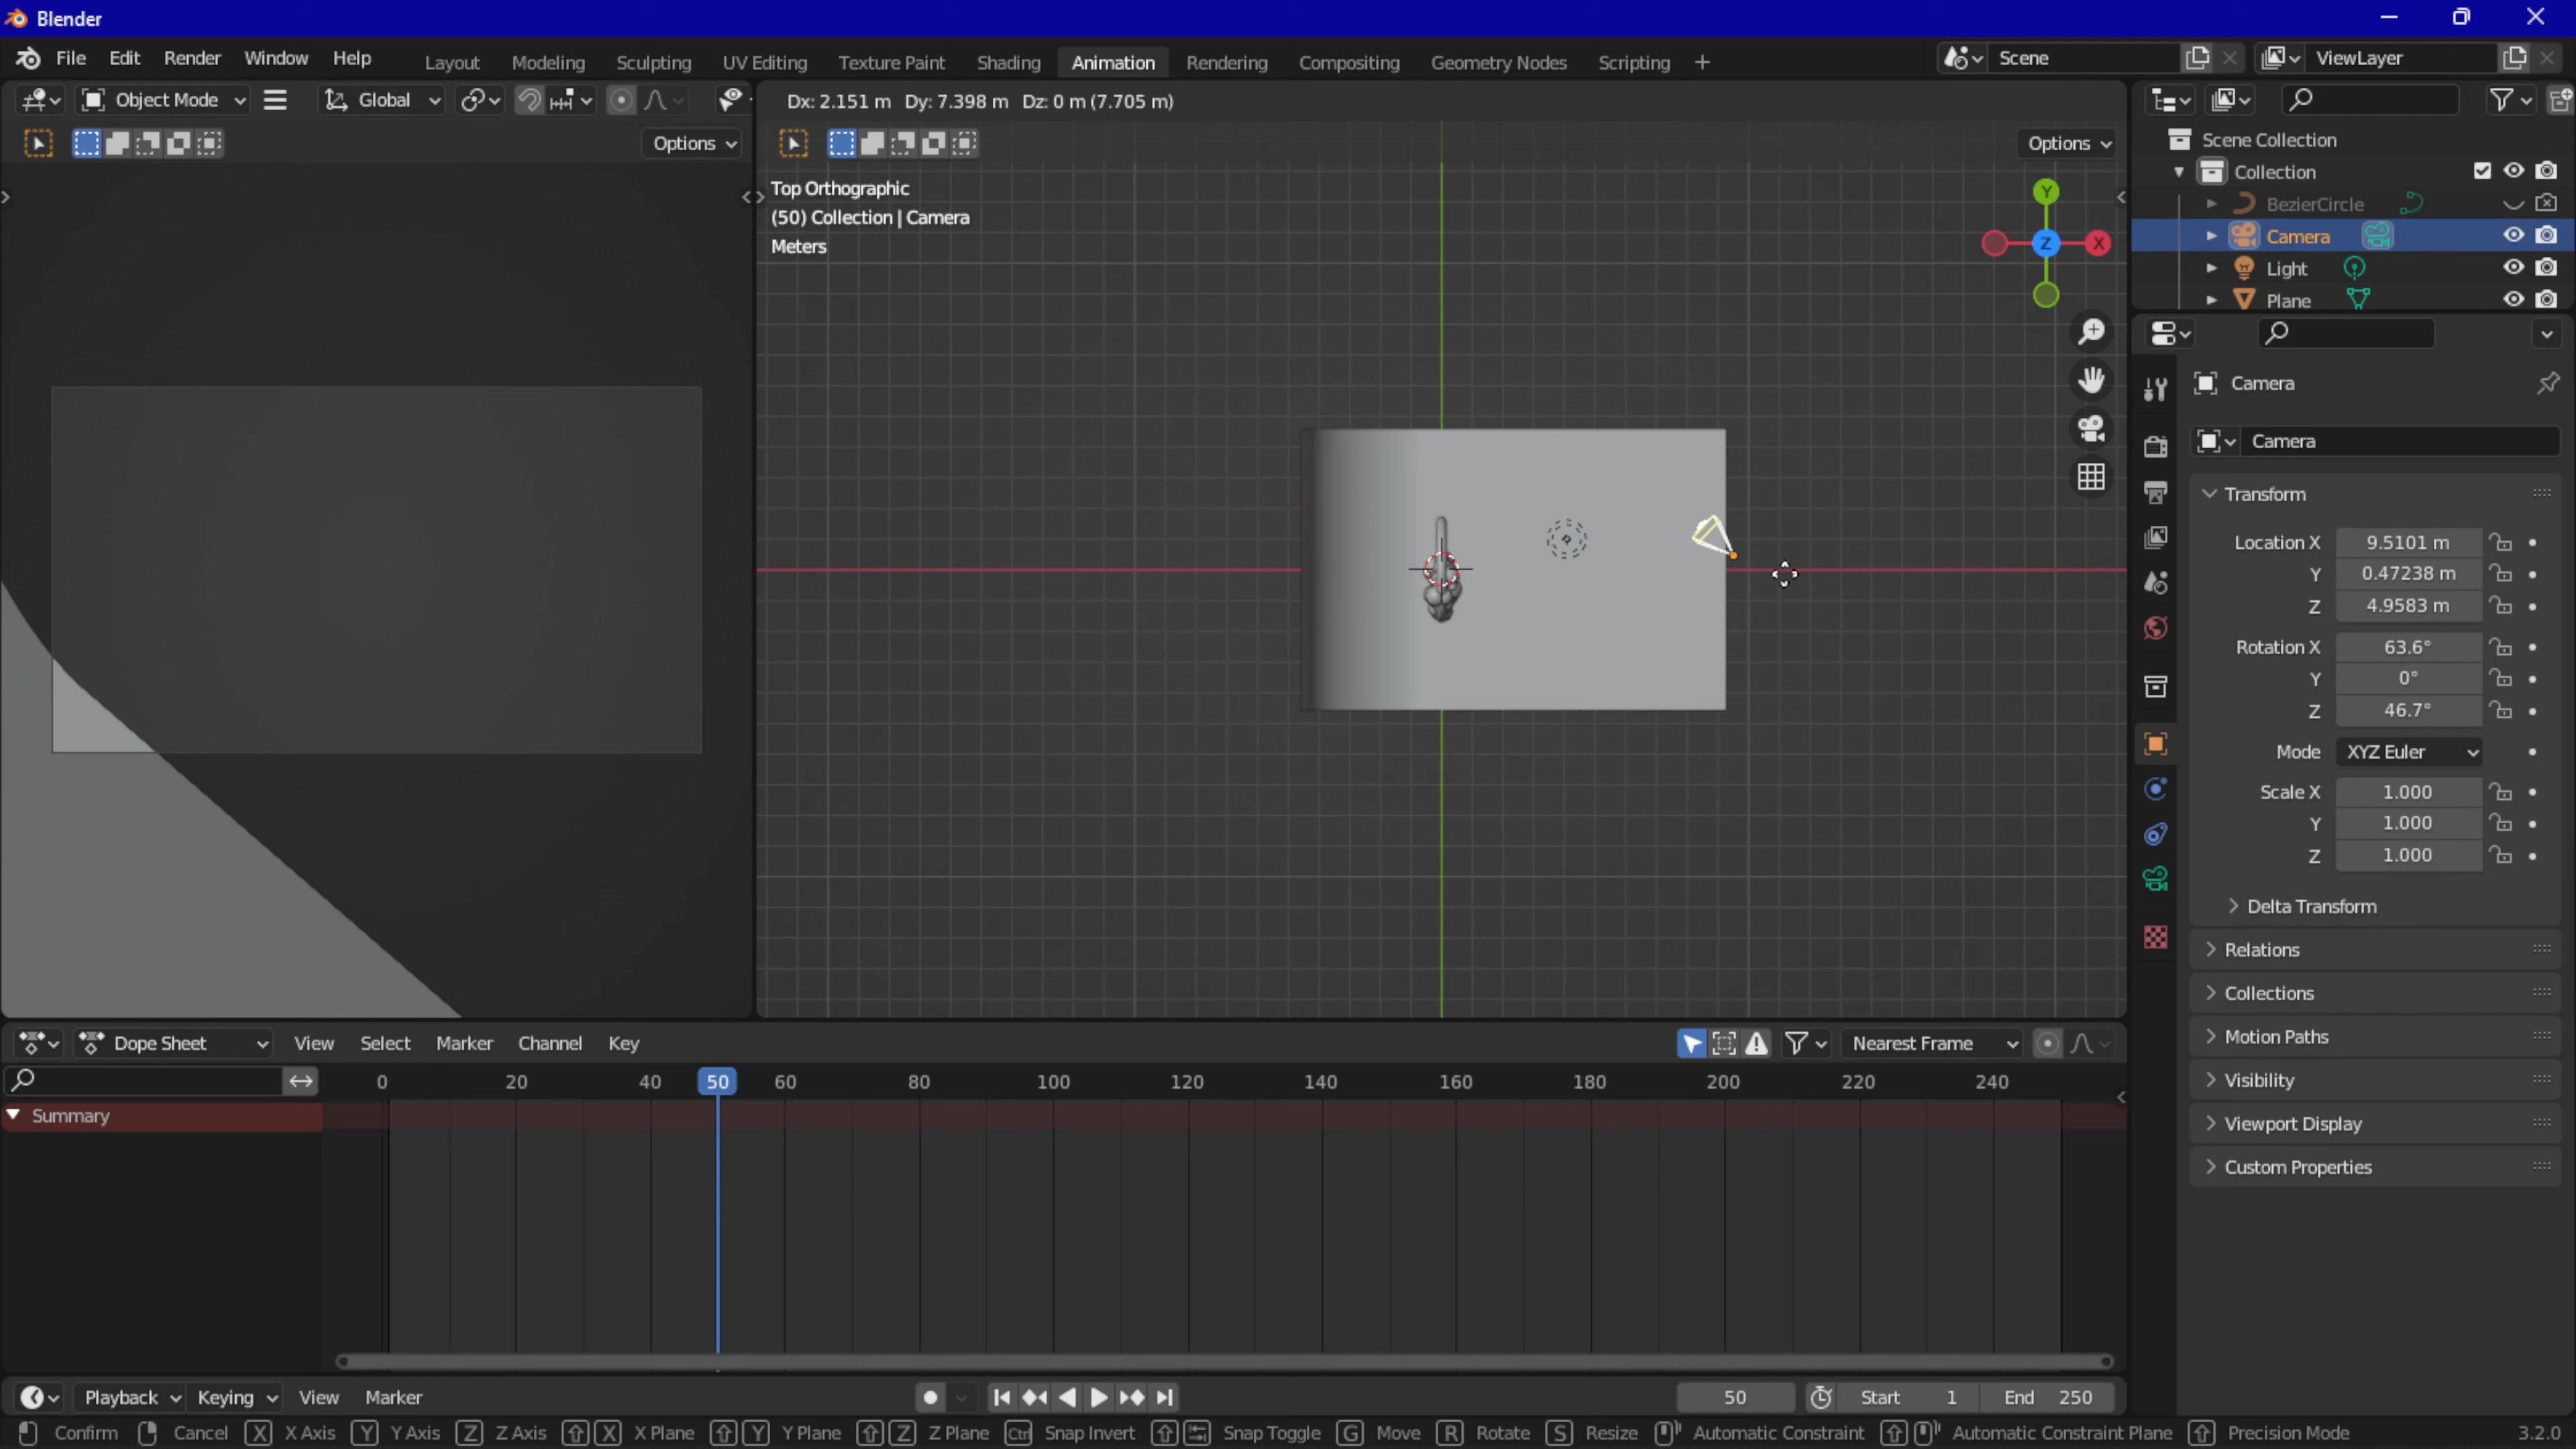 Blender
File Edit Render Window Help Layout Modeling Sculpting UV Editing Texture Paint Shading Animation Rendering Compositing Geometry Nodes Scripting + Scene ViewLayer
Object Mode Global Dx: 2.151 m Dy: 7.398 m Dz: 0 m (7.705 m)
Options Options
Scene Collection
Collection
BezierCircle
Camera
Light
Plane
Top Orthographic
(50) Collection | Camera
Meters
Y
Z
X
Camera
Camera
Transform
Location X 9.5101 m
Y 0.47238 m
Z 4.9583 m
Rotation X 63.6°
Y 0°
Z 46.7°
Mode XYZ Euler
Scale X 1.000
Y 1.000
Z 1.000
Delta Transform
Relations
Collections
Motion Paths
Visibility
Viewport Display
Custom Properties
Dope Sheet View Select Marker Channel Key Nearest Frame
0 20 40 50 60 80 100 120 140 160 180 200 220 240
Summary
Playback Keying View Marker 50 Start 1 End 250
Confirm Cancel X X Axis Y Y Axis Z Z Axis X X Plane Y Y Plane Z Z Plane Ctrl Snap Invert Snap Toggle G Move R Rotate S Resize Automatic Constraint Automatic Constraint Plane Precision Mode 3.2.0